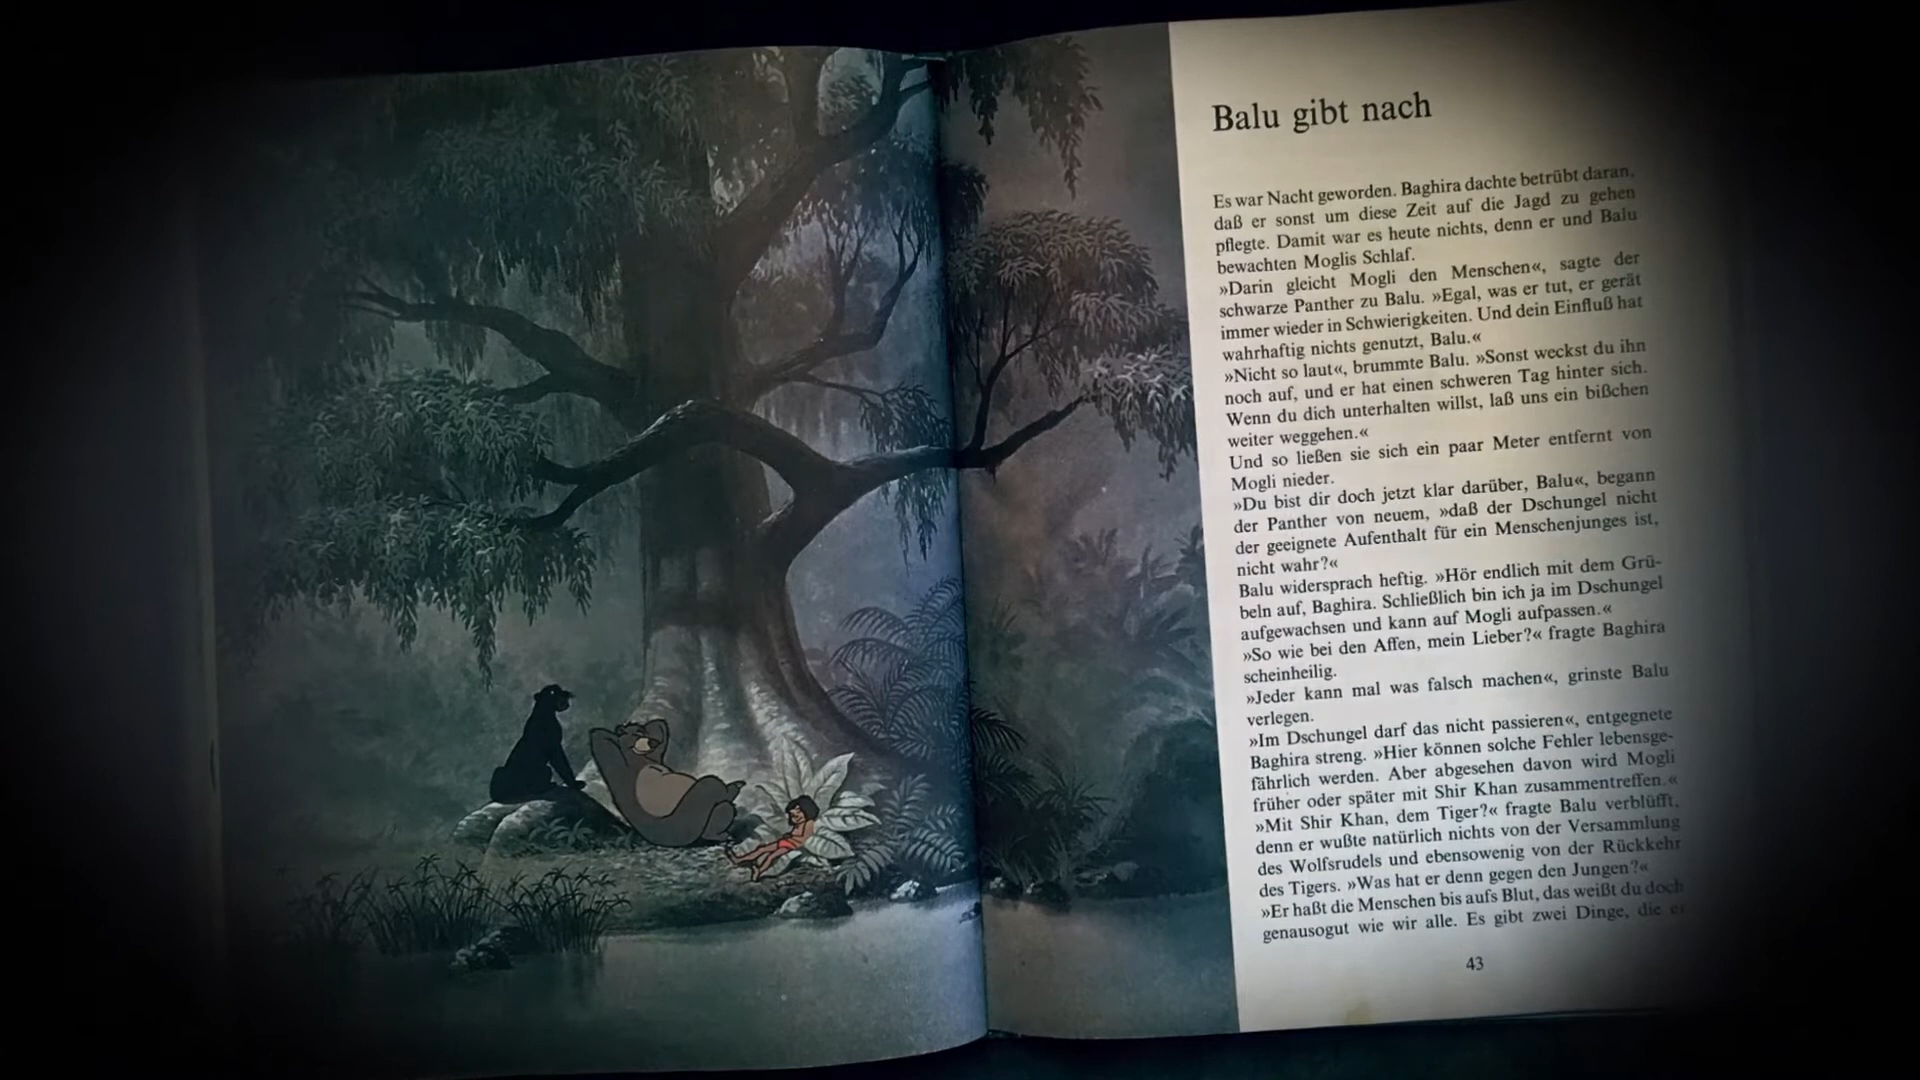 Balu gibt nach
Es war Nacht geworden. Baghira dachte betrübt daran,
daß er sonst um diese Zeit auf die Jagd zu gehen
pflegte. Damit war es heute nichts, denn er und Balu
bewachten Moglis Schlaf.
»Darin gleicht Mogli den Menschen«, sagte der
schwarze Panther zu Balu. »Egal, was er tut, er gerät
immer wieder in Schwierigkeiten. Und dein Einfluß hat
wahrhaftig nichts genutzt, Balu.«
»Nicht so laut«, brummte Balu. »Sonst weckst du ihn
noch auf, und er hat einen schweren Tag hinter sich.
Wenn du dich unterhalten willst, laß uns ein bißchen
weiter weggehen.«
Und so ließen sie sich ein paar Meter entfernt von
Mogli nieder.
»Du bist dir doch jetzt klar darüber, Balu«, begann
der Panther von neuem, »daß der Dschungel nicht
der geeignete Aufenthalt für ein Menschenjunges ist,
nicht wahr?«
Balu widersprach heftig. »Hör endlich mit dem Grü-
beln auf, Baghira. Schließlich bin ich ja im Dschungel
aufgewachsen und kann auf Mogli aufpassen.«
»So wie bei den Affen, mein Lieber?« fragte Baghira
scheinheilig.
»Jeder kann mal was falsch machen«, grinste Balu
verlegen.
»Im Dschungel darf das nicht passieren«, entgegnete
Baghira streng. »Hier können solche Fehler lebensge-
fährlich werden. Aber abgesehen davon wird Mogli
früher oder später mit Shir Khan zusammentreffen.«
»Mit Shir Khan, dem Tiger?« fragte Balu verblüfft,
denn er wußte natürlich nichts von der Versammlung
des Wolfsrudels und ebensowenig von der Rückkehr
des Tigers. »Was hat er denn gegen den Jungen?«
»Er haßt die Menschen bis aufs Blut, das weißt du doch
genausogut wie wir alle. Es gibt zwei Dinge, die
43